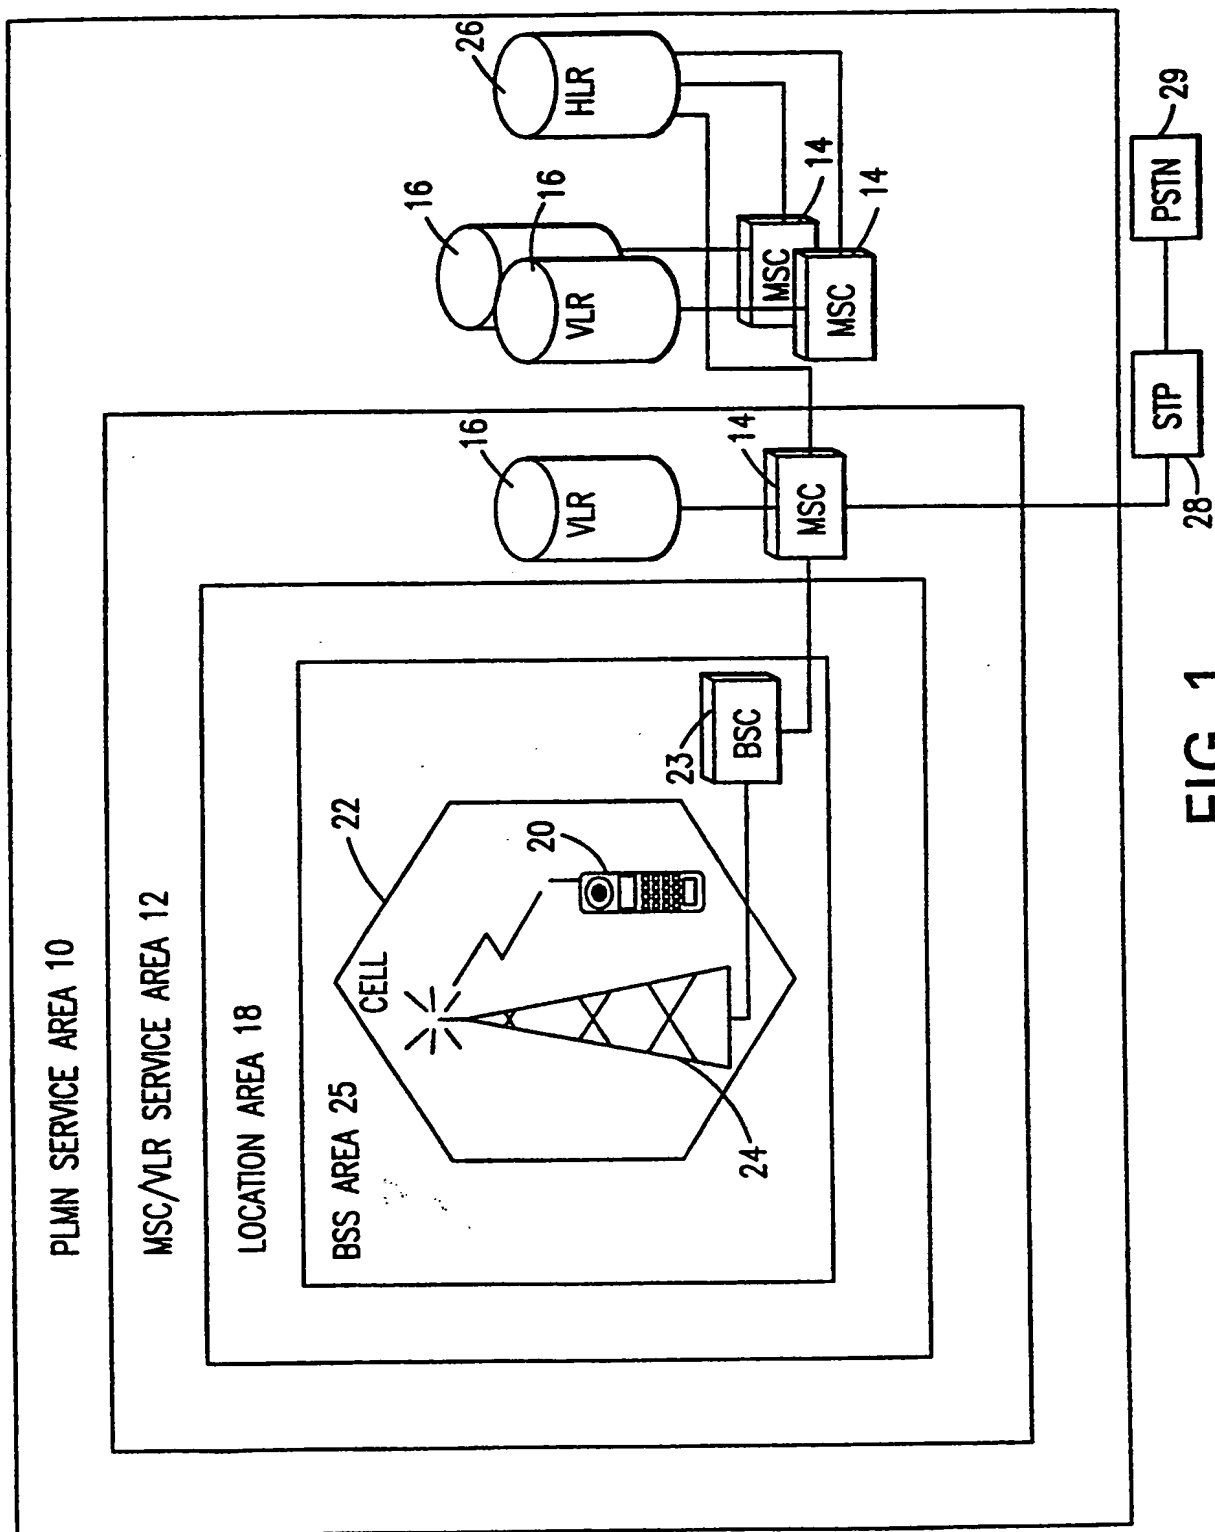 PLMN SERVICE AREA 10
MSC/VLR SERVICE AREA 12
LOCATION AREA 18
BSS AREA 25
CELL
22
20
24
23
BSC
16
VLR
14
MSC
16
16
VLR
26
HLR
14
MSC
14
MSC
28
STP
29
PSTN
FIG. 1